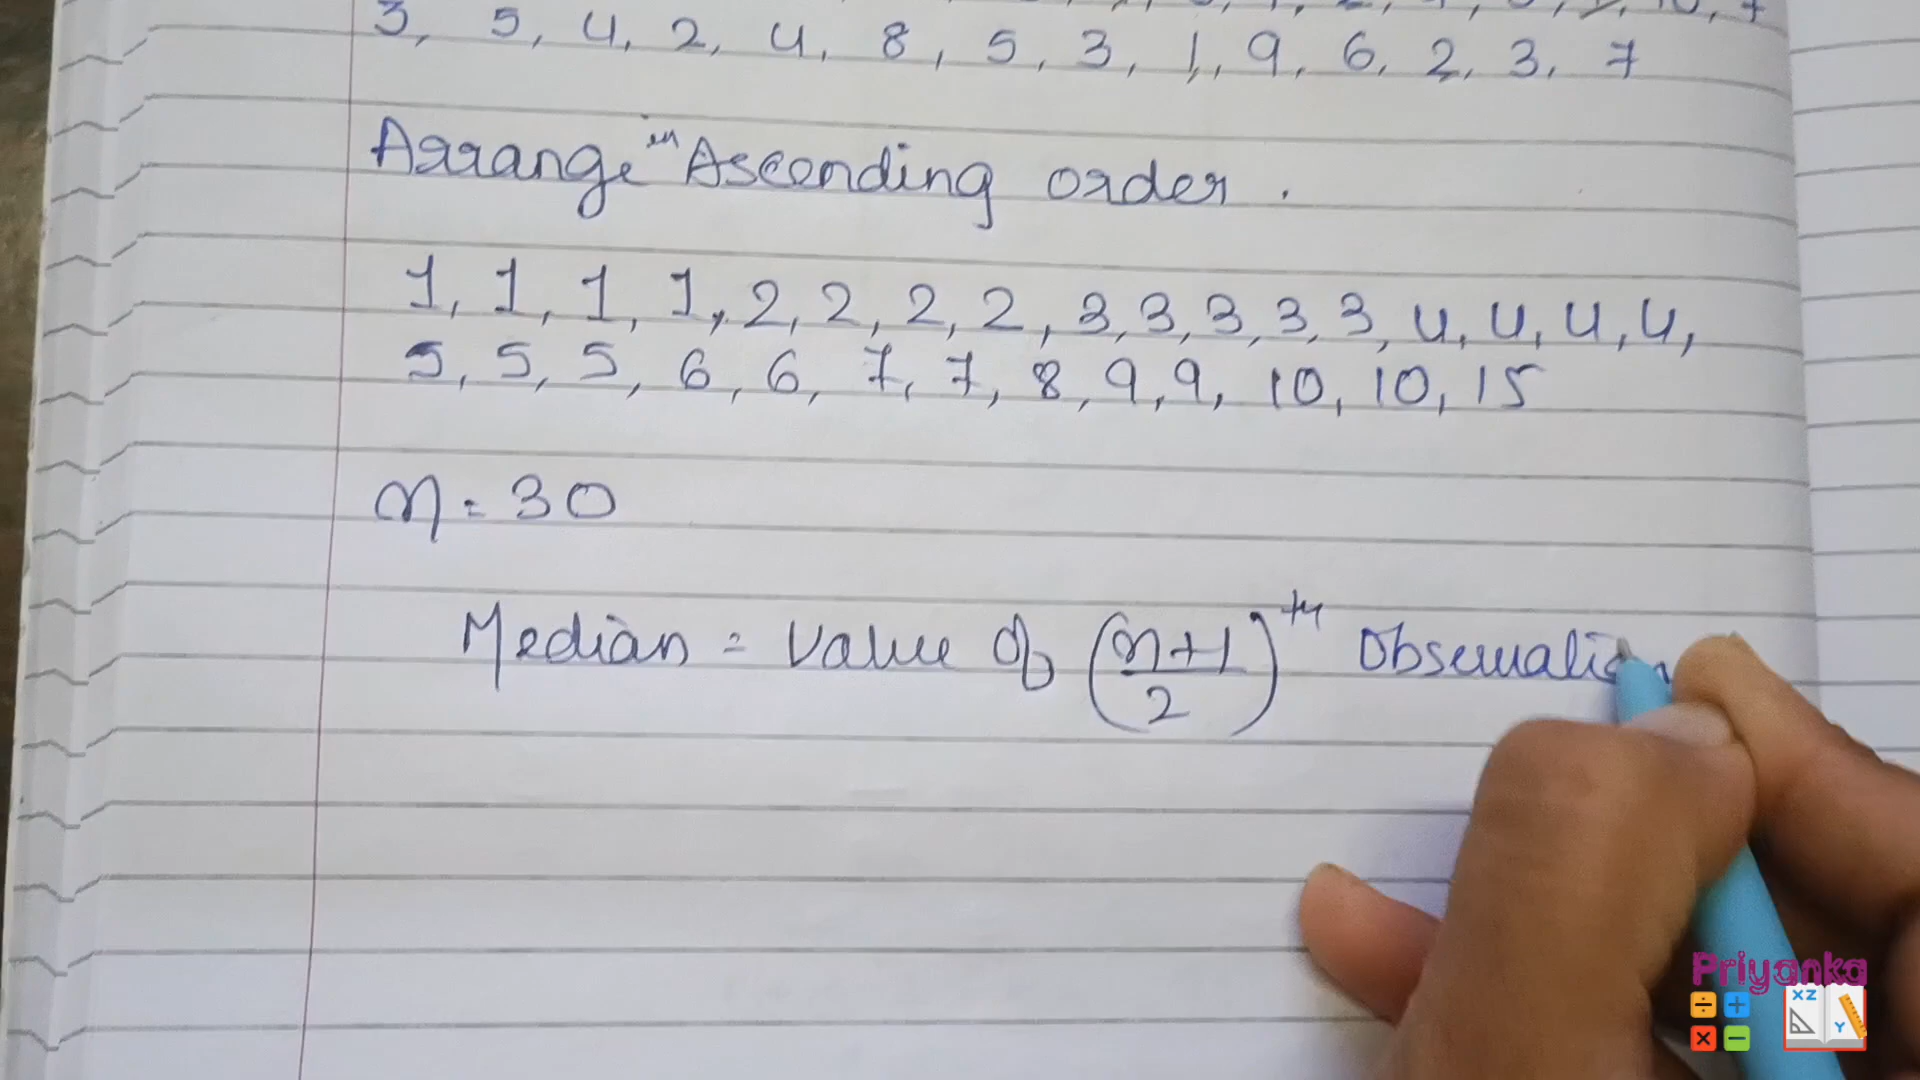 3, 5, 4, 2, 4, 8, 5, 3, 1, 9, 6, 2, 3, 7
Arrange in Ascending order.
1, 1, 1, 1, 2, 2, 2, 2, 3, 3, 3, 3, 3, 4, 4, 4, 4,
5, 5, 5, 6, 6, 7, 7, 8, 9, 9, 10, 10, 15
n = 30
Median = Value of (n+1/2)th Observation
Priyanka
XZ
Y